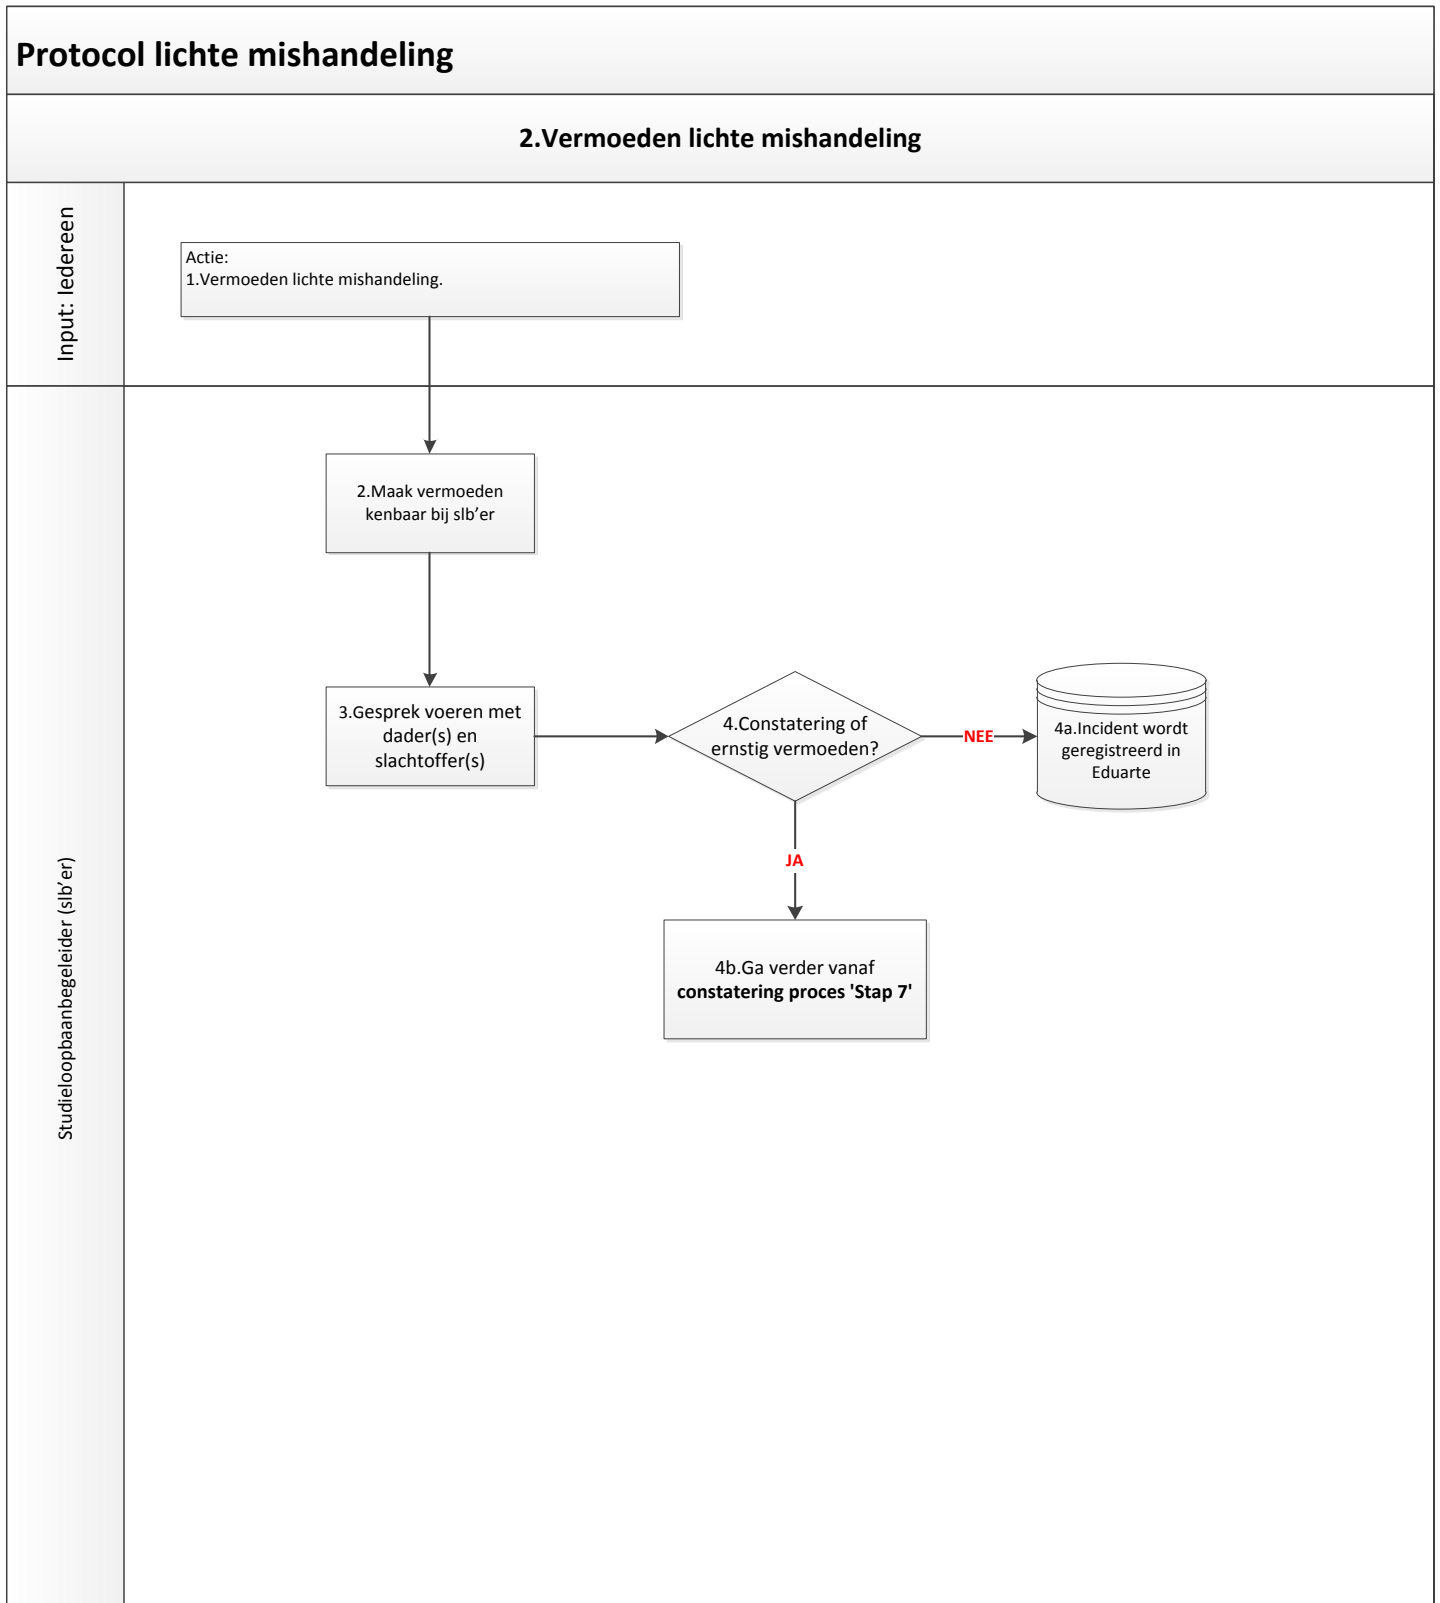 Protocol lichte mishandeling
2.Vermoeden lichte mishandeling
Input: Iedereen
Actie:
1.Vermoeden lichte mishandeling.
Studieloopbaanbegeleider (slb'er)
2.Maak vermoeden
kenbaar bij slb'er
3.Gesprek voeren met
dader(s) en
slachtoffer(s)
4.Constatering of
ernstig vermoeden?
NEE
4a.Incident wordt
geregistreerd in
Eduarte
JA
4b.Ga verder vanaf
constatering proces 'Stap 7'